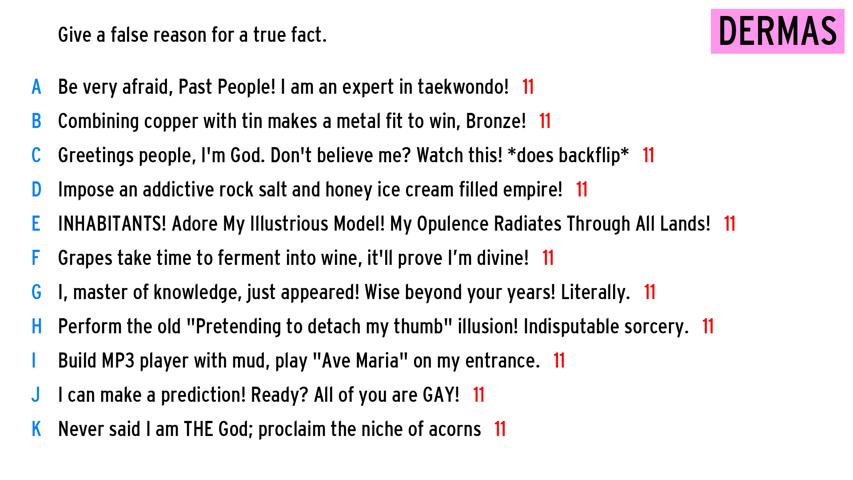 Give a false reason for a true fact.
DERMAS
A Be very afraid, Past People! I am an expert in taekwondo! 11
B Combining copper with tin makes a metal fit to win, Bronze! 11
C Greetings people, I'm God. Don't believe me? Watch this! *does backflip* 11
D Impose an addictive rock salt and honey ice cream filled empire! 11
E INHABITANTS! Adore My Illustrious Model! My Opulence Radiates Through All Lands! 11
F Grapes take time to ferment into wine, it'll prove I’m divine! 11
G I, master of knowledge, just appeared! Wise beyond your years! Literally. 11
H Perform the old "Pretending to detach my thumb" illusion! Indisputable sorcery. 11
I Build MP3 player with mud, play "Ave Maria" on my entrance. 11
J I can make a prediction! Ready? All of you are GAY! 11
K Never said I am THE God; proclaim the niche of acorns 11